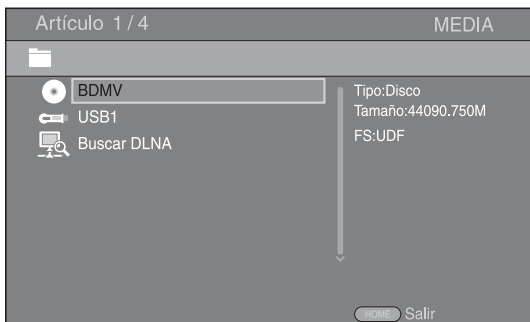 Artículo 1/4
MEDIA
BDMV
USB1
Buscar DLNA
Tipo:Disco
Tamaño:44090.750M
FS:UDF
HOME Salir